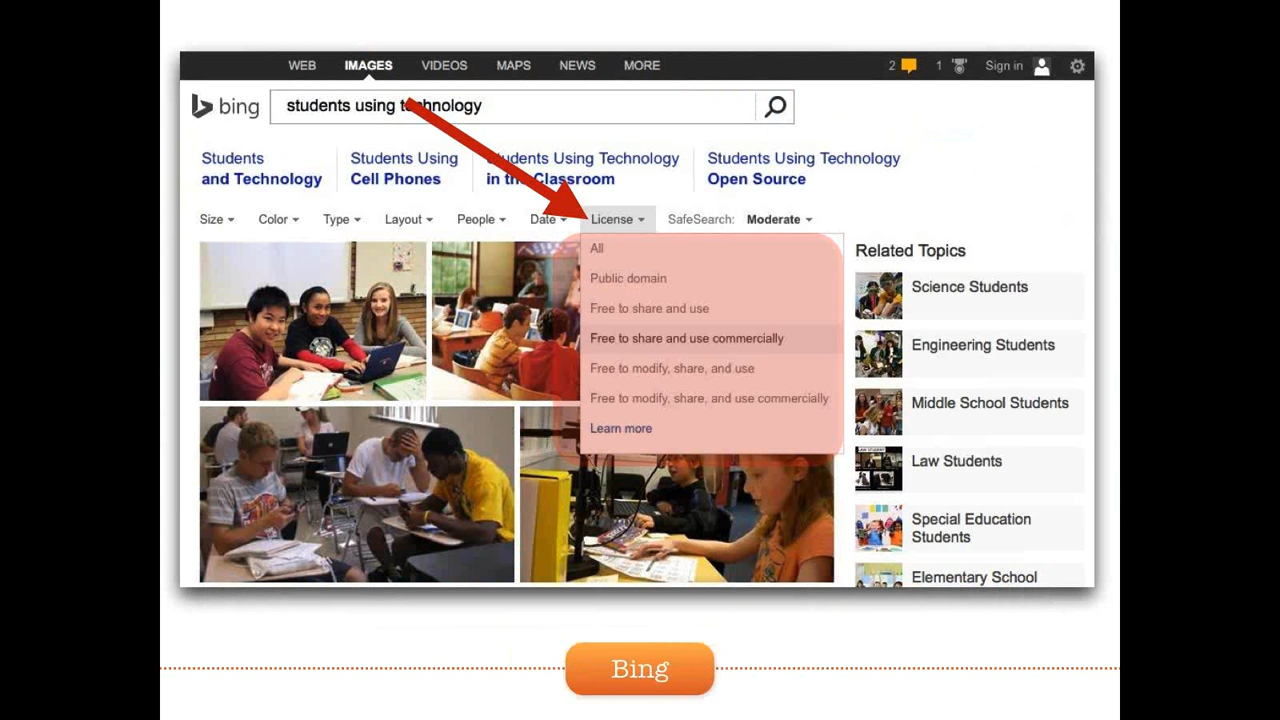 WEB IMAGES VIDEOS MAPS NEWS MORE 2 1 Sign in
bing students using technology
Students
and Technology
Students Using
Cell Phones
Students Using Technology
in the Classroom
Students Using Technology
Open Source
Size Color Type Layout People Date License SafeSearch: Moderate
All
Public domain
Free to share and use
Free to share and use commercially
Free to modify, share, and use
Free to modify, share, and use commercially
Learn more
Related Topics
Science Students
Engineering Students
Middle School Students
Law Students
Special Education
Students
Elementary School
Bing